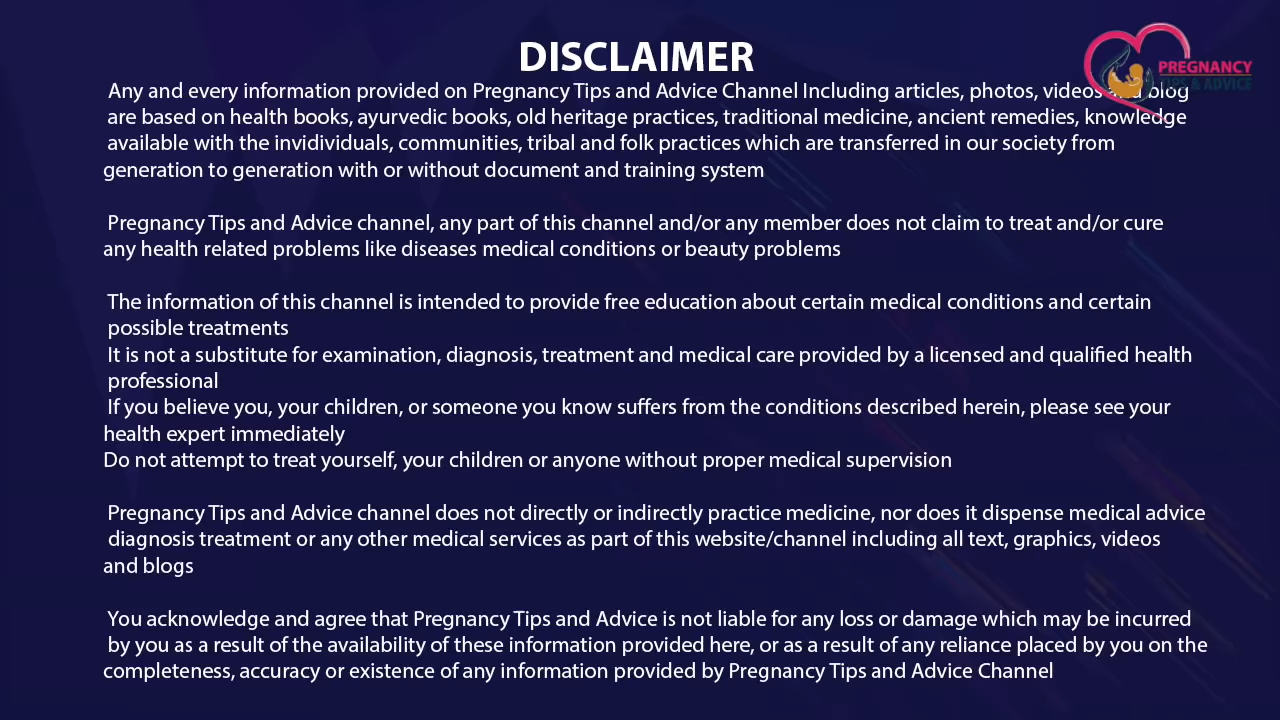 DISCLAIMER
PREGNANCY
TIPS & ADVICE
Any and every information provided on Pregnancy Tips and Advice Channel Including articles, photos, videos and blog
are based on health books, ayurvedic books, old heritage practices, traditional medicine, ancient remedies, knowledge
available with the invidividuals, communities, tribal and folk practices which are transferred in our society from
generation to generation with or without document and training system
Pregnancy Tips and Advice channel, any part of this channel and/or any member does not claim to treat and/or cure
any health related problems like diseases medical conditions or beauty problems
The information of this channel is intended to provide free education about certain medical conditions and certain
possible treatments
It is not a substitute for examination, diagnosis, treatment and medical care provided by a licensed and qualified health
professional
If you believe you, your children, or someone you know suffers from the conditions described herein, please see your
health expert immediately
Do not attempt to treat yourself, your children or anyone without proper medical supervision
Pregnancy Tips and Advice channel does not directly or indirectly practice medicine, nor does it dispense medical advice
diagnosis treatment or any other medical services as part of this website/channel including all text, graphics, videos
and blogs
You acknowledge and agree that Pregnancy Tips and Advice is not liable for any loss or damage which may be incurred
by you as a result of the availability of these information provided here, or as a result of any reliance placed by you on the
completeness, accuracy or existence of any information provided by Pregnancy Tips and Advice Channel